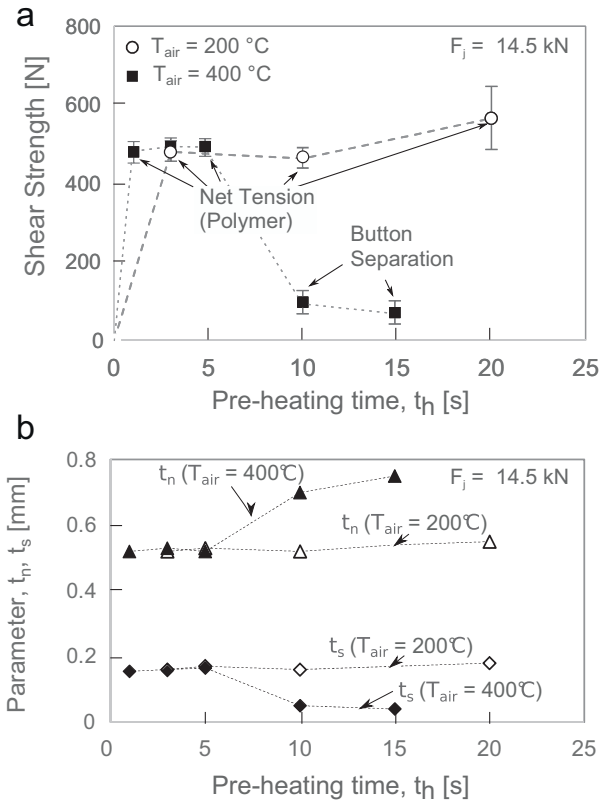 a
800
600
400
200
0
Shear Strength [N]
T_air = 200 °C
T_air = 400 °C
F_j = 14.5 kN
Net Tension
(Polymer)
Button
Separation
0 5 10 15 20 25
Pre-heating time, t_h [s]
b
0.8
0.6
0.4
0.2
0
Parameter, t_n, t_s [mm]
t_n (T_air = 400℃)
F_j = 14.5 kN
t_n (T_air = 200℃)
t_s (T_air = 200℃)
t_s (T_air = 400℃)
0 5 10 15 20 25
Pre-heating time, t_h [s]